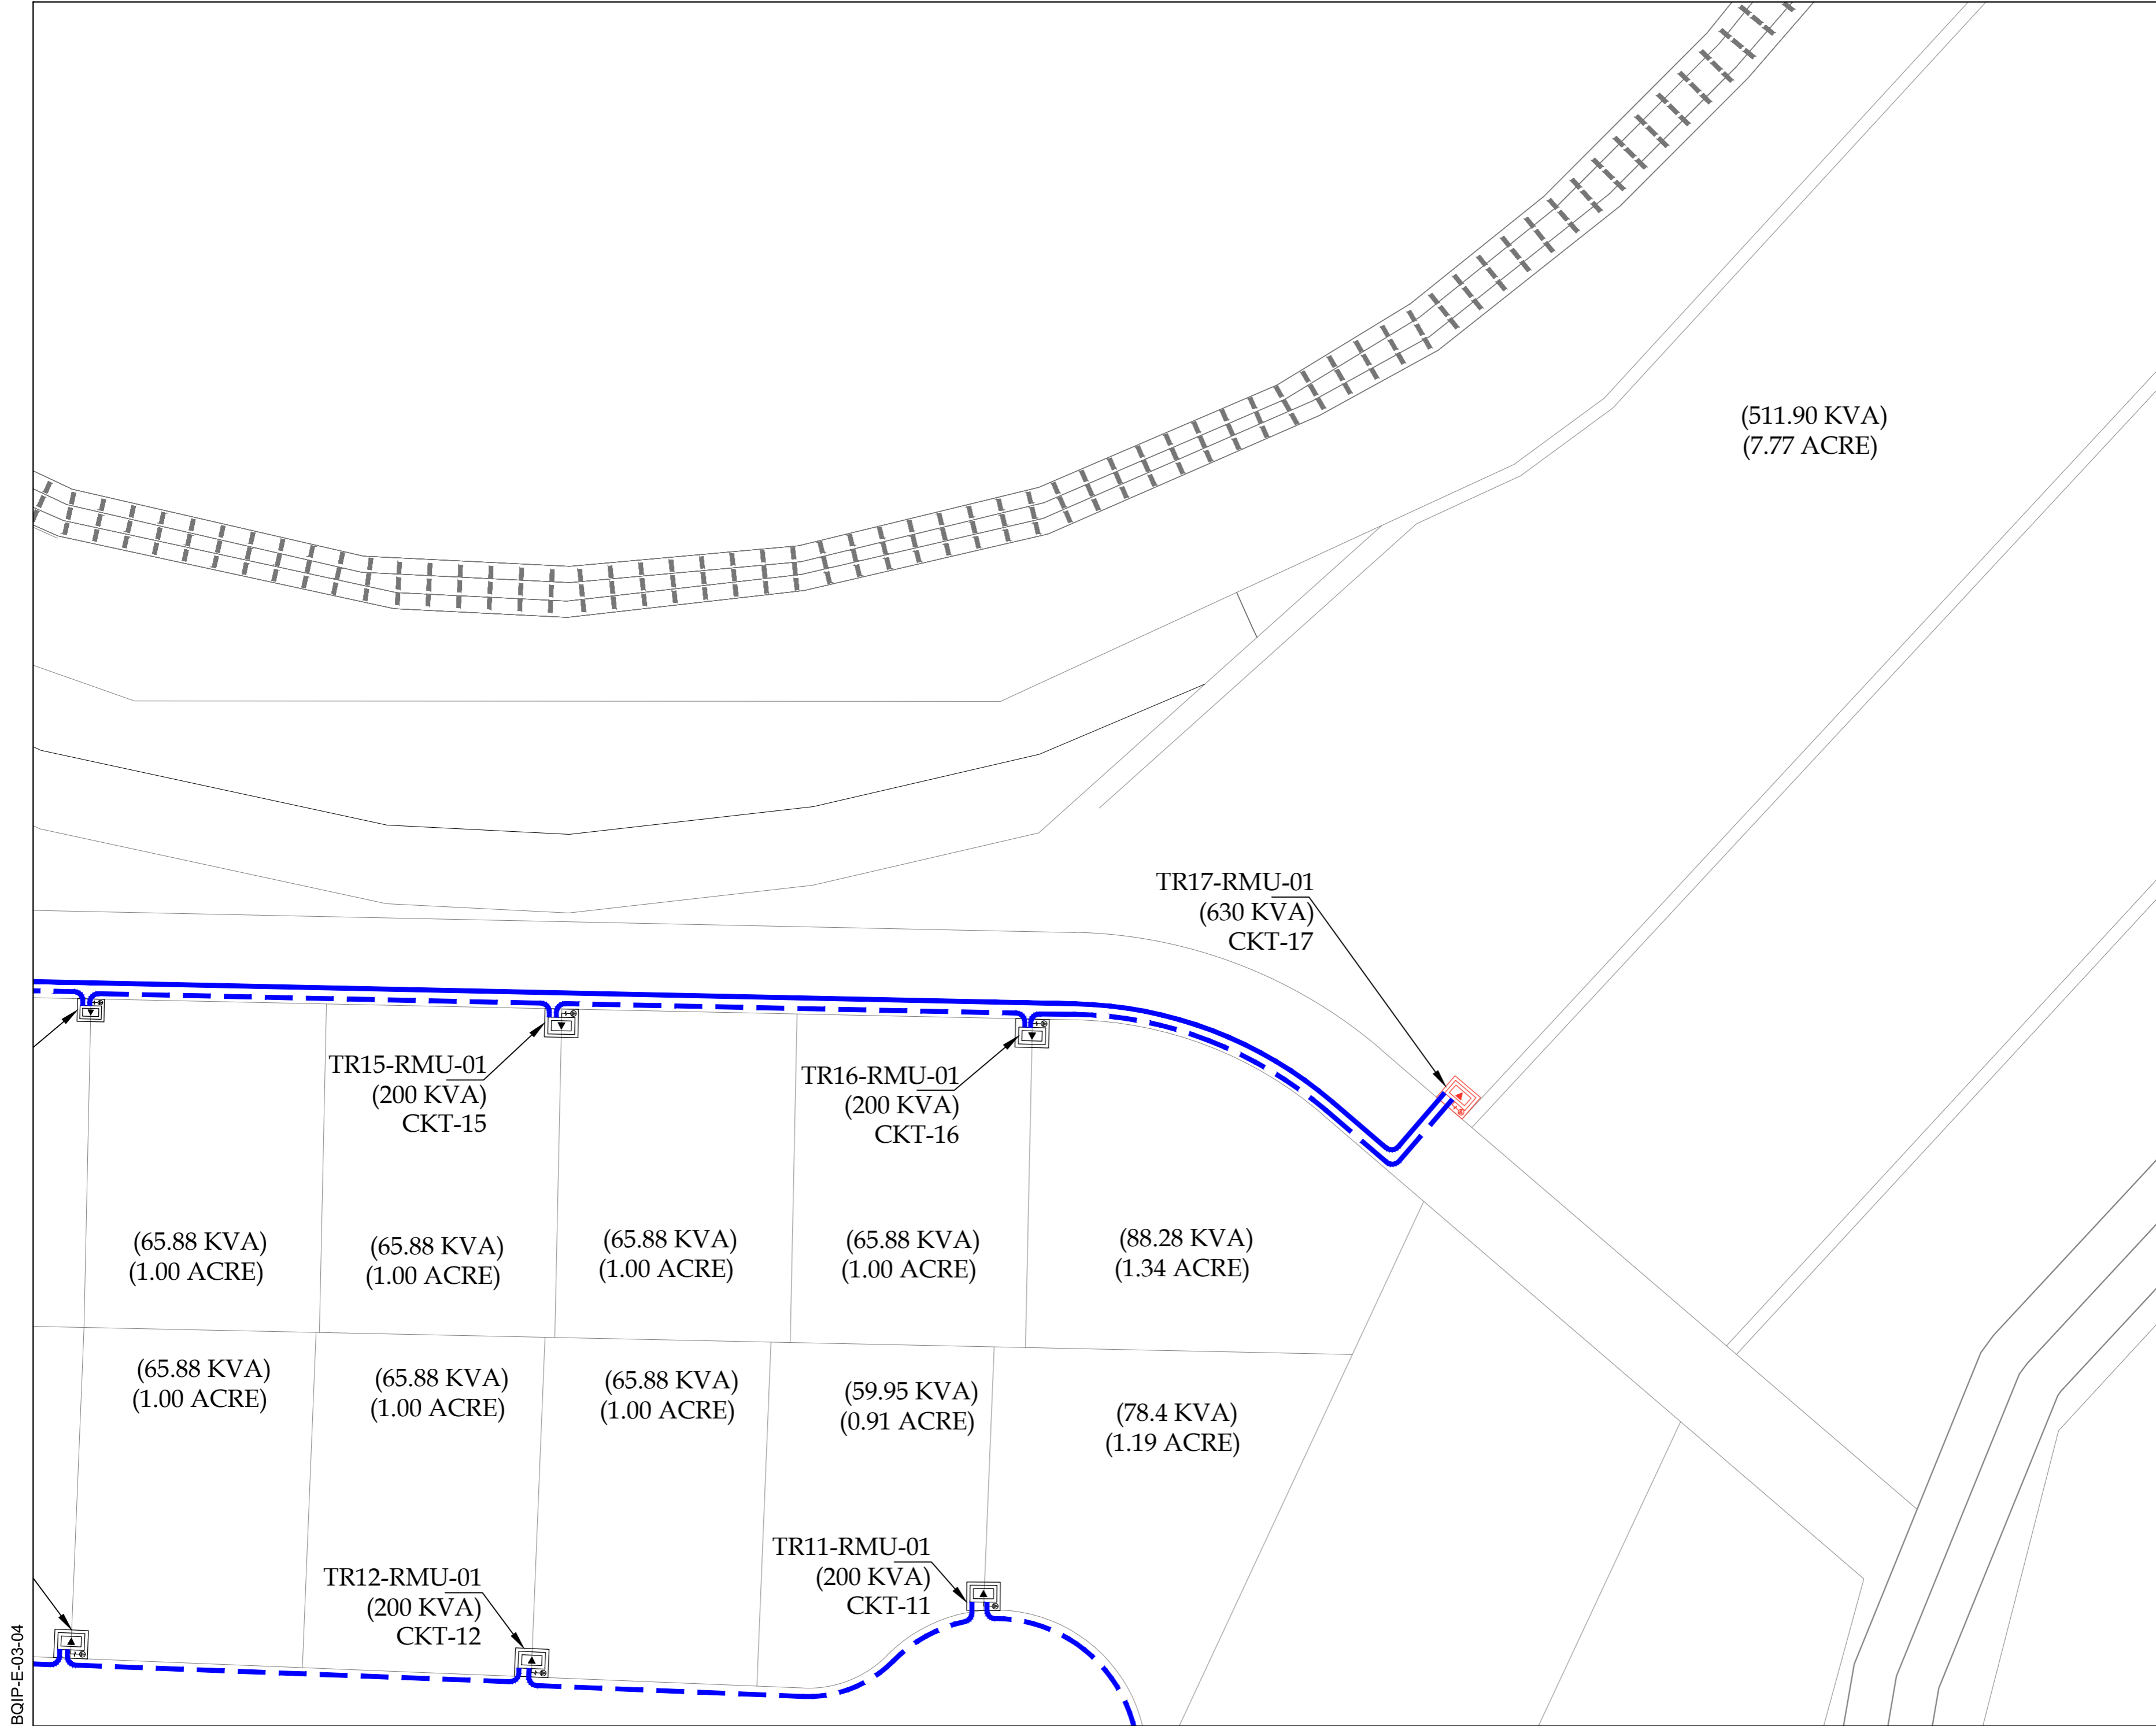 (511.90 KVA)
(7.77 ACRE)
TR17-RMU-01
(630 KVA)
CKT-17
TR15-RMU-01
(200 KVA)
CKT-15
TR16-RMU-01
(200 KVA)
CKT-16
(65.88 KVA)
(1.00 ACRE)
(65.88 KVA)
(1.00 ACRE)
(65.88 KVA)
(1.00 ACRE)
(65.88 KVA)
(1.00 ACRE)
(88.28 KVA)
(1.34 ACRE)
(65.88 KVA)
(1.00 ACRE)
(65.88 KVA)
(1.00 ACRE)
(65.88 KVA)
(1.00 ACRE)
(59.95 KVA)
(0.91 ACRE)
(78.4 KVA)
(1.19 ACRE)
TR12-RMU-01
(200 KVA)
CKT-12
TR11-RMU-01
(200 KVA)
CKT-11
BQIP-E-03-04